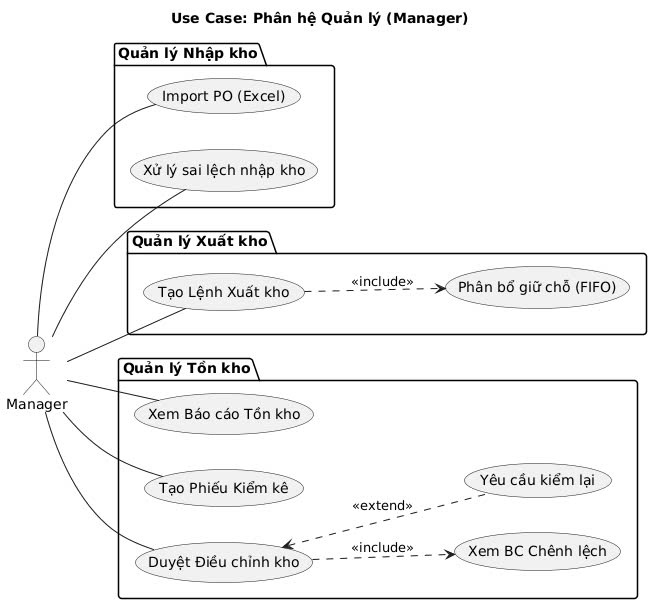 Use Case: Phân hệ Quản lý (Manager)
Quản lý Nhập kho
Import PO (Excel)
Xử lý sai lệch nhập kho
Quản lý Xuất kho
Tạo Lệnh Xuất kho
«include»
Phân bổ giữ chỗ (FIFO)
Manager
Quản lý Tồn kho
Xem Báo cáo Tồn kho
Tạo Phiếu Kiểm kê
Yêu cầu kiểm lại
«extend»
Duyệt Điều chỉnh kho
«include»
Xem BC Chênh lệch